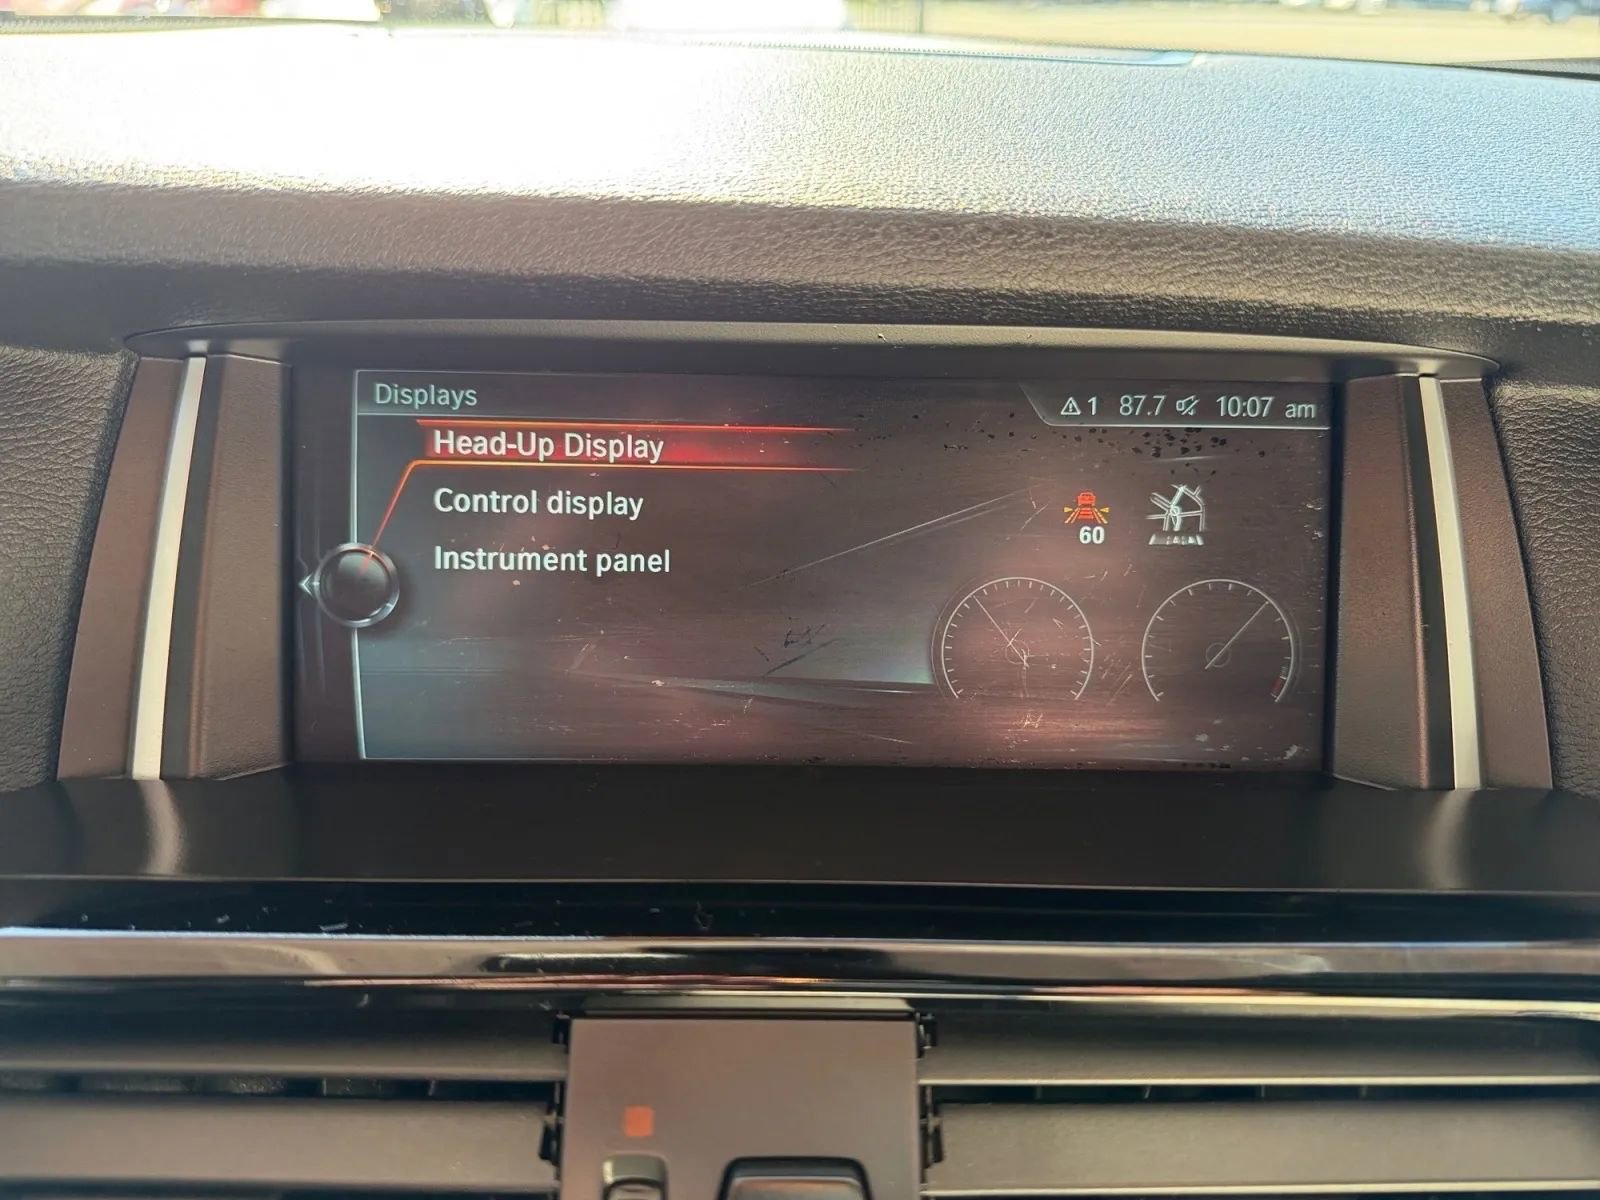 Displays
1 87.7 10:07 am
Head-Up Display
Control display
60
Instrument panel